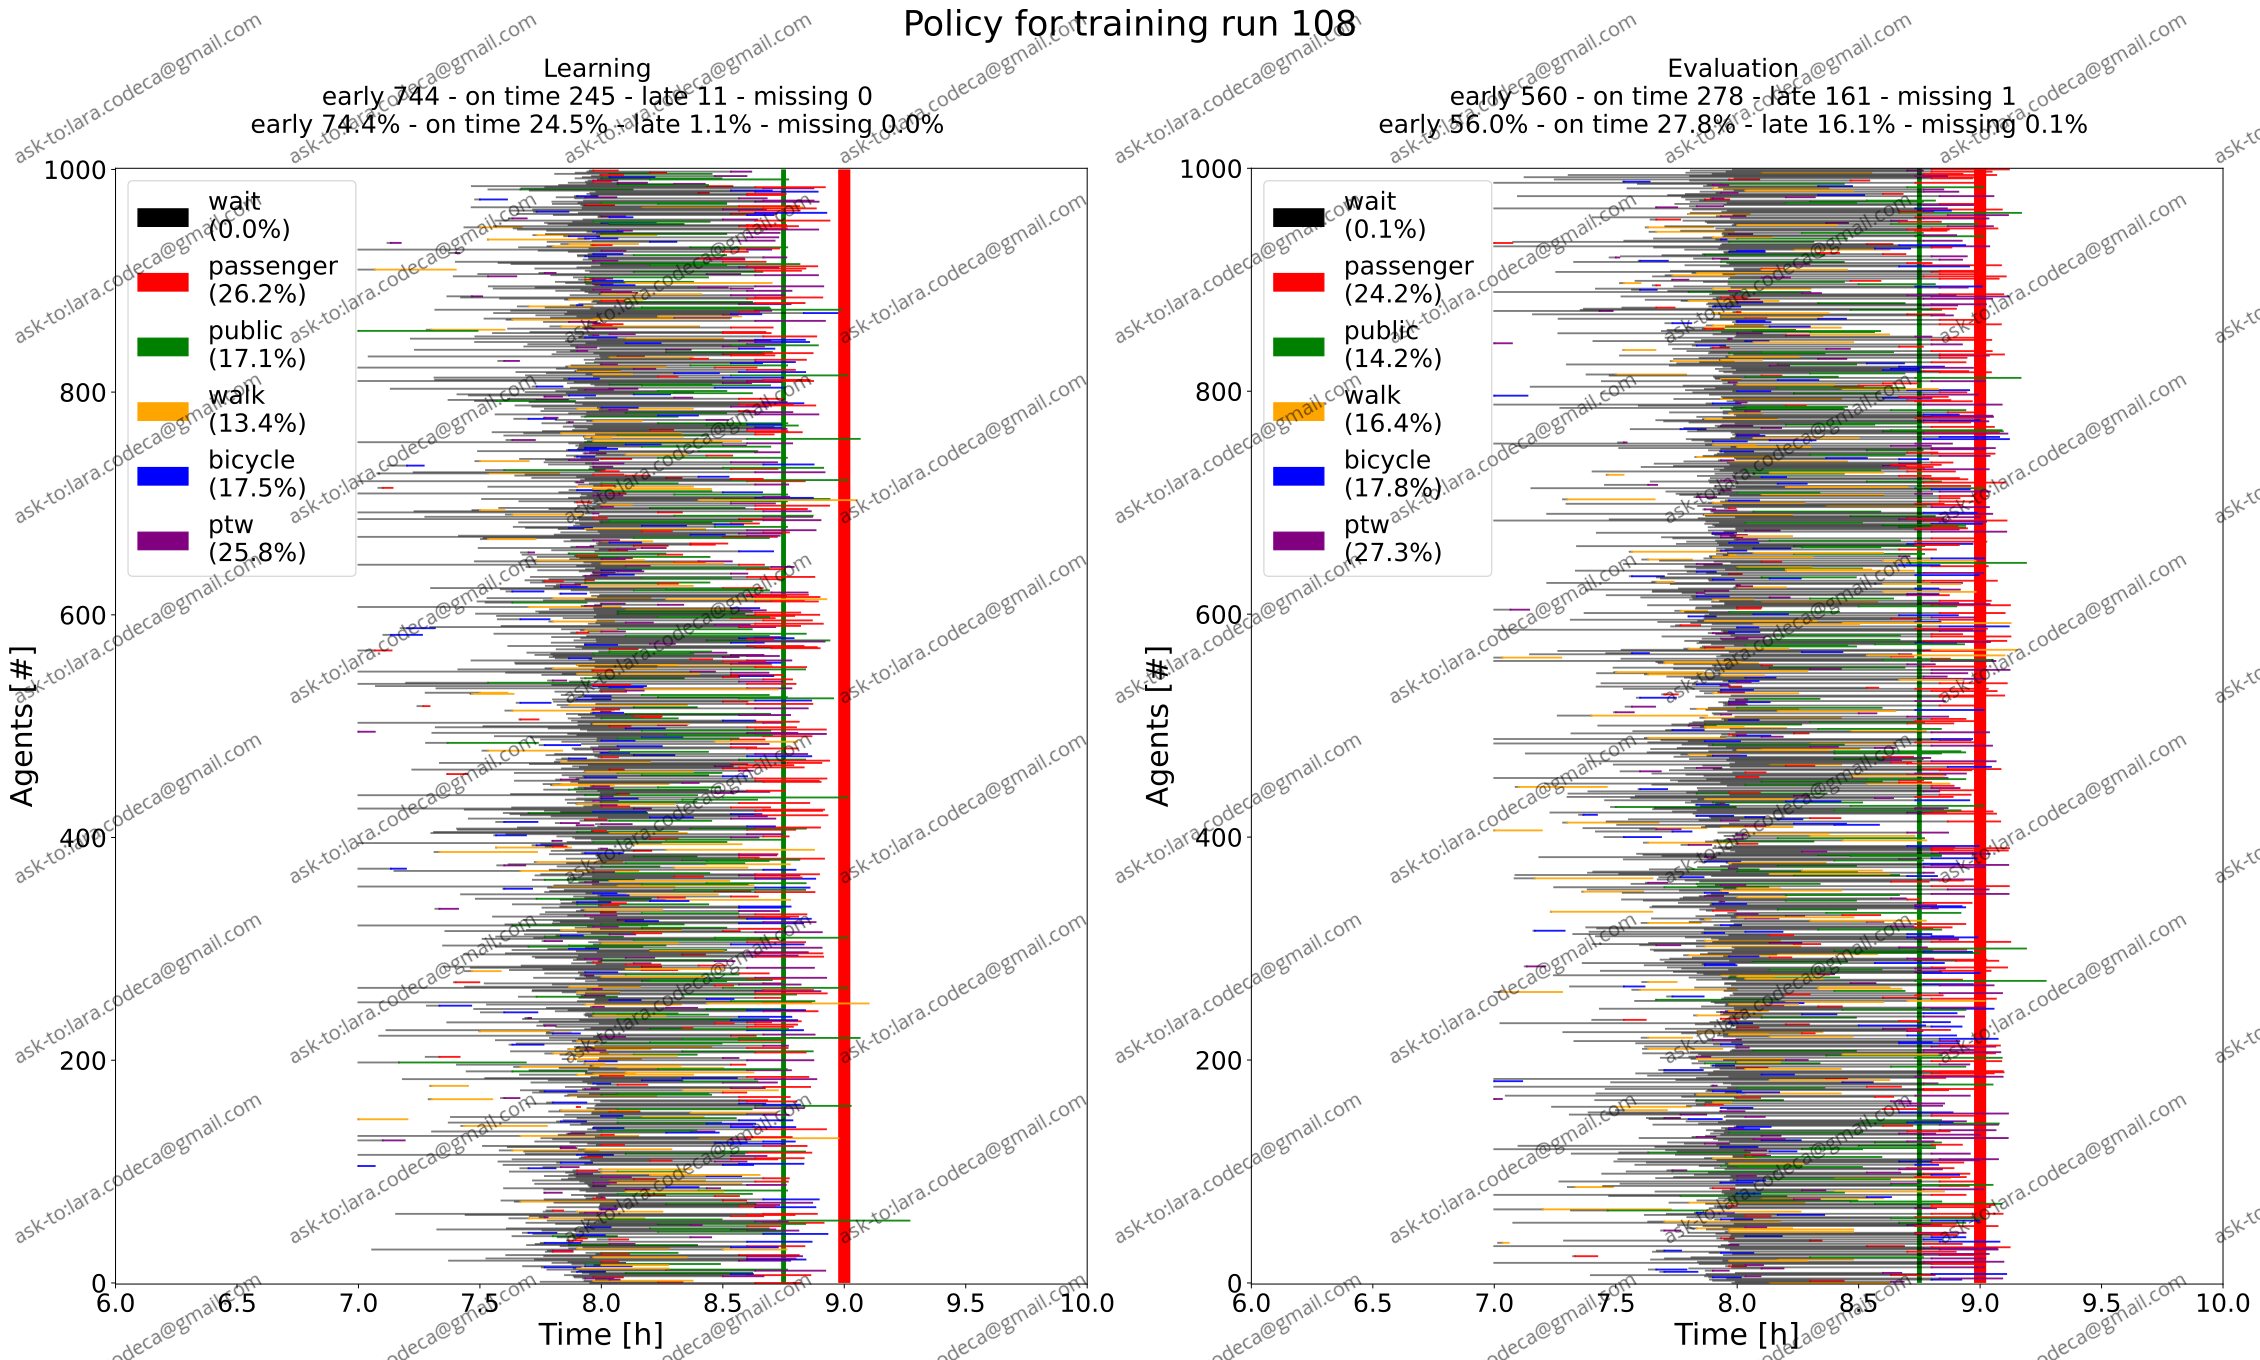 Policy for training run 108
Learning
early 744 - on time 245 - late 11 - missing 0
early 74.4% - on time 24.5% - late 1.1% - missing 0.0%
Evaluation
early 560 - on time 278 - late 161 - missing 1
early 56.0% - on time 27.8% - late 16.1% - missing 0.1%
wait
(0.0%)
passenger
(26.2%)
public
(17.1%)
walk
(13.4%)
bicycle
(17.5%)
ptw
(25.8%)
Agents [#]
1000
800
600
400
200
0
6.0 6.5 7.0 7.5 8.0 8.5 9.0 9.5 10.0
Time [h]
wait
(0.1%)
passenger
(24.2%)
public
(14.2%)
walk
(16.4%)
bicycle
(17.8%)
ptw
(27.3%)
Agents [#]
1000
800
600
400
200
0
6.0 6.5 7.0 7.5 8.0 8.5 9.0 9.5 10.0
Time [h]
ask-to:lara.codeca@gmail.com